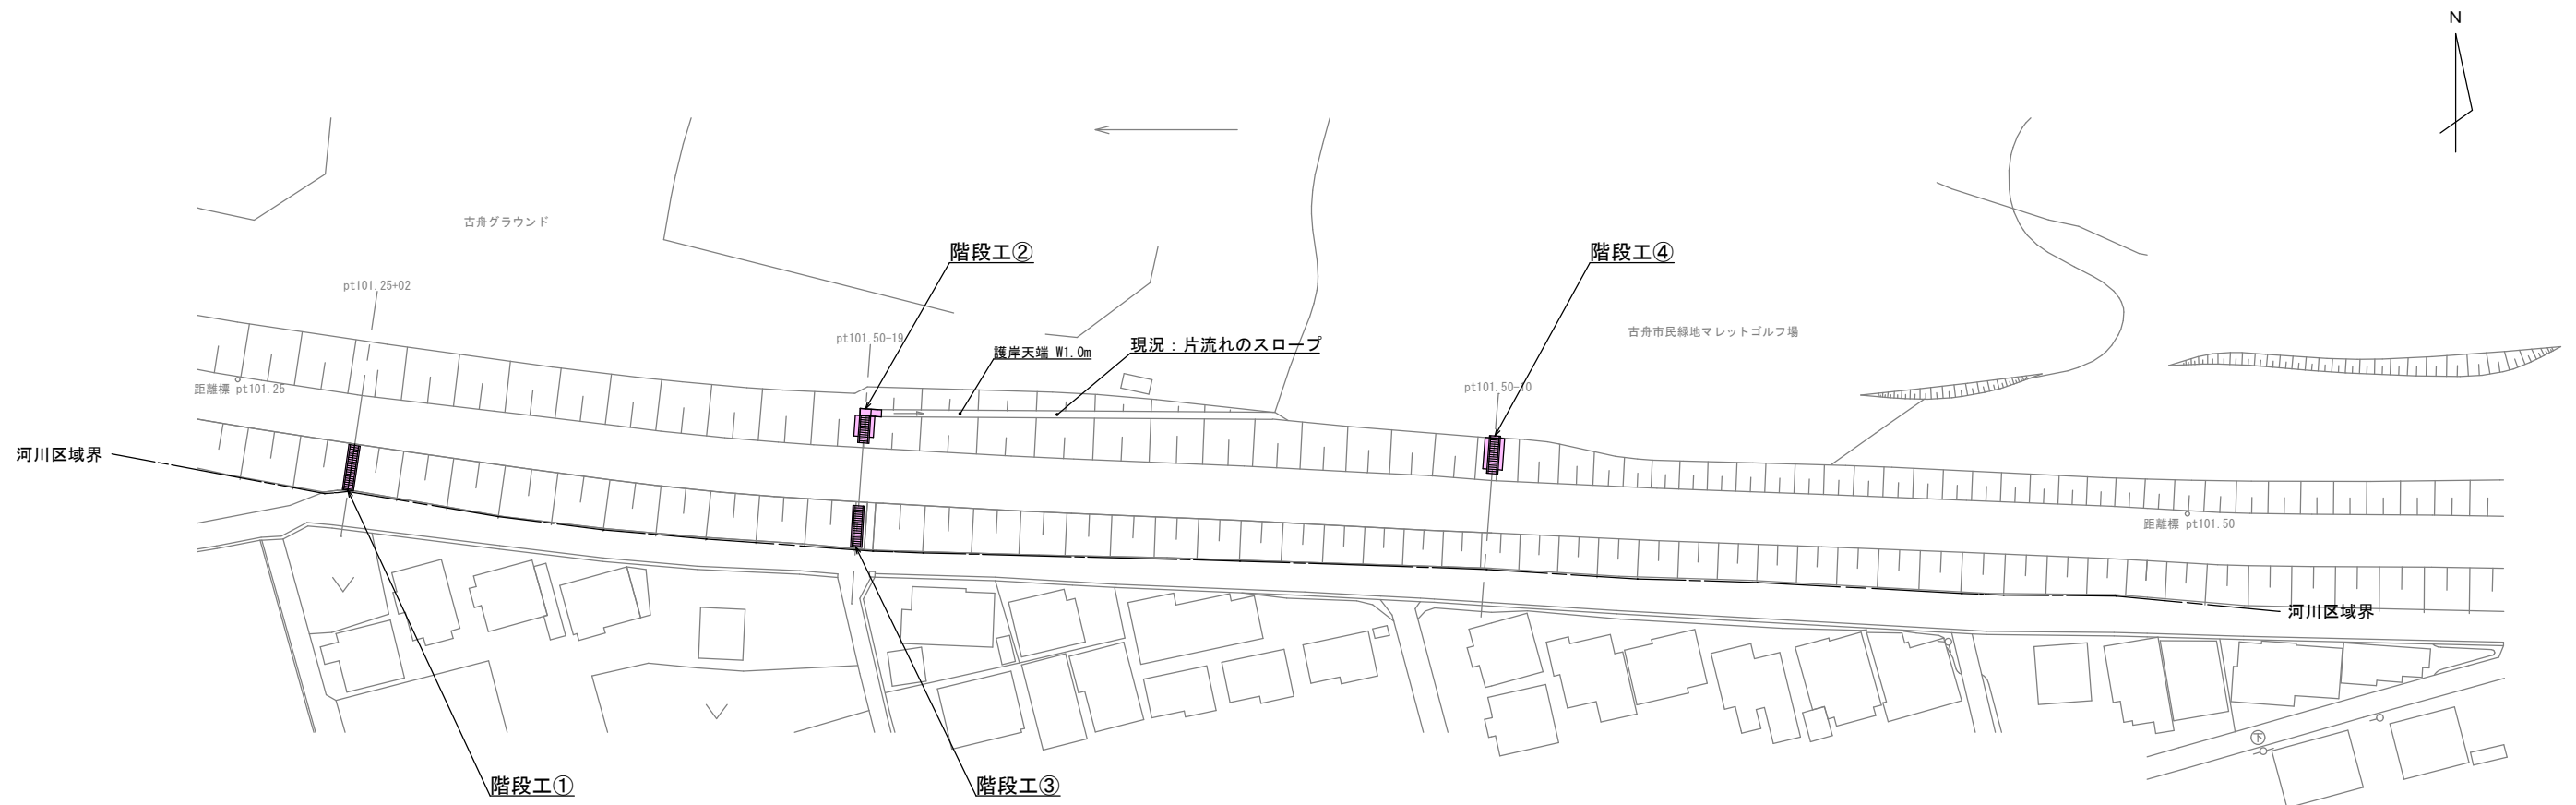 N
古舟グラウンド
階段工②
階段工④
pt101.25+02
pt101.50-19
護岸天端 W1.0m
現況：片流れのスロープ
古舟市民緑地マレットゴルフ場
距離標 pt101.25
pt101.50-10
河川区域界
距離標 pt101.50
河川区域界
下
階段工①
階段工③